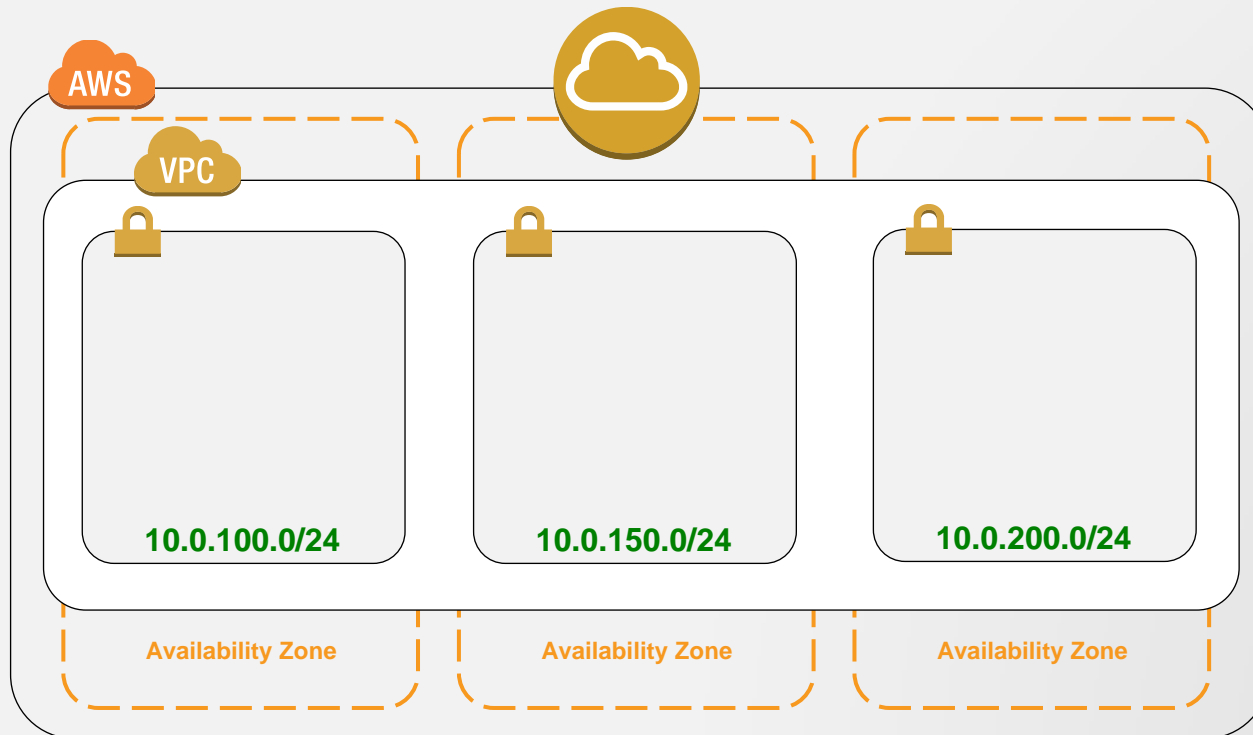 AWS
VPC
10.0.100.0/24
10.0.150.0/24
10.0.200.0/24
Availability Zone
Availability Zone
Availability Zone